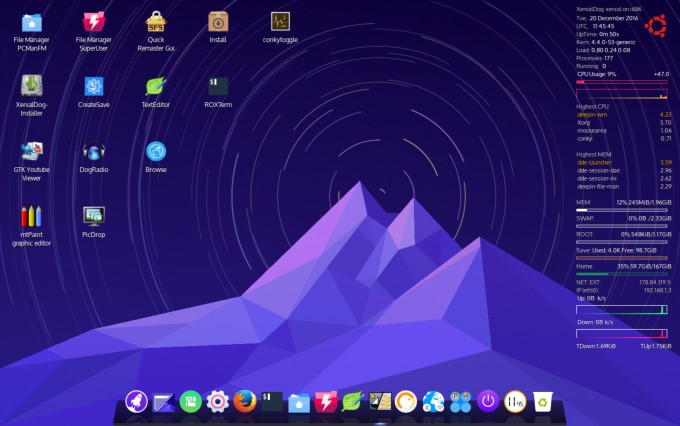 File Manager
PCManFM
File Manager
SuperUser
Quick
Remaster Gui
Install
conkytoggle
XenialDog-
Installer
CreateSave
TextEditor
ROXTerm
GTK Youtube
Viewer
DogRadio
Browse
mtPaint
graphic editor
PicDrop
XenialDog xenial on i686
Tue, 20 December 2016
UTC, 11:45:45
UpTime: 0m 50s
Kern: 4.4.0-53-generic
Load: 0.80 0.24 0.08
Processes: 177
Running: 0
CPU Usage: 9% +47.0
Highest CPU:
deepin-wm 4.23
Xorg 3.70
mousearea 1.06
conky 0.71
Highest MEM:
dde-launcher 3.59
dde-session-dae 2.96
dde-session-ini 2.62
deepin-file-man 2.29
MEM: 12% 245MiB/1.96GiB
SWAP: 0% 0B /2.33GiB
ROOT: 0% 548KiB/1.17GiB
Save: Used: 4.0K Free: 98.7GiB
Home: 35% 59.7GiB/167GiB
NET. EXT: 178.84.119.5
IP (eth0): 192.168.1.3
Up: 0B k/s
Down: 0B k/s
TDown:1.69KiB TUp:1.75KiB